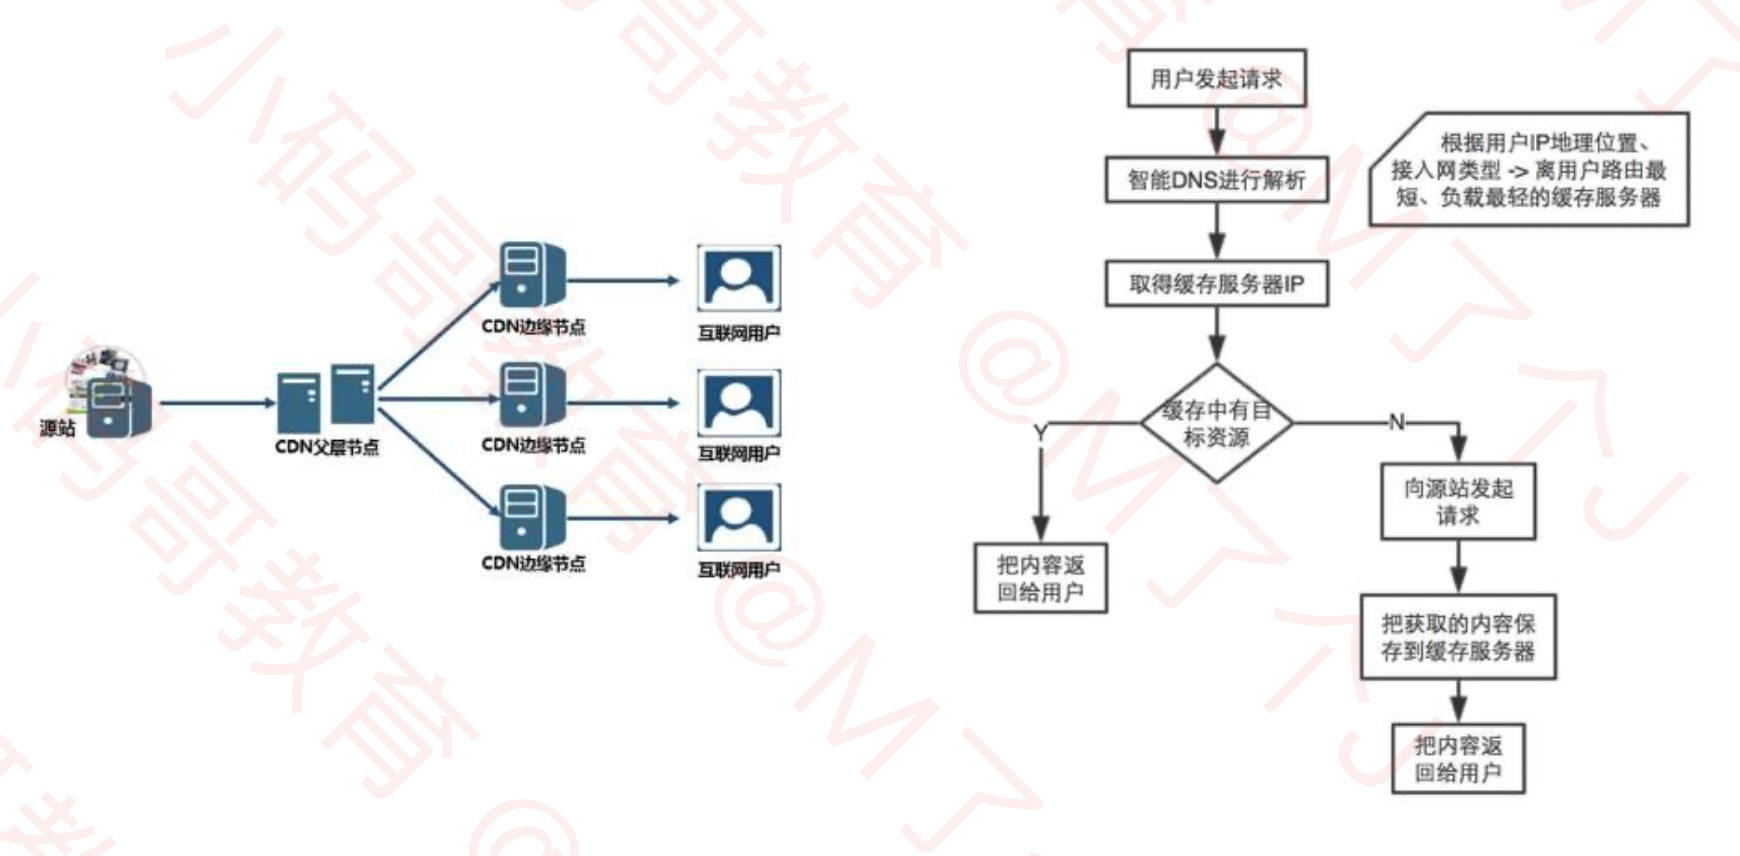 源站
CDN父层节点
CDN边缘节点
互联网用户
CDN边缘节点
互联网用户
CDN边缘节点
互联网用户
用户发起请求
智能DNS进行解析
根据用户IP地理位置、
接入网类型 -> 离用户路由最
短、负载最轻的缓存服务器
取得缓存服务器IP
缓存中有目
标资源
Y
N
把内容返
回给用户
向源站发起
请求
把获取的内容保
存到缓存服务器
把内容返
回给用户
小码哥教育 @M了个J